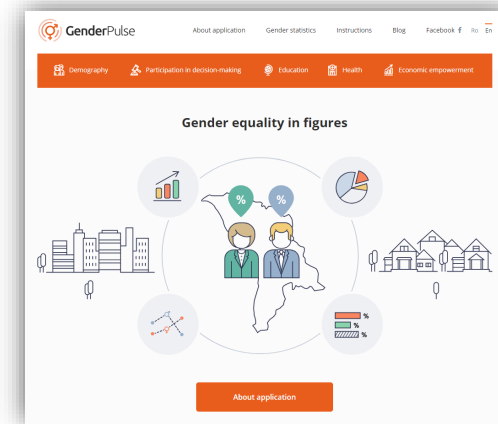 GenderPulse
About application Gender statistics Instructions Blog Facebook f Ro En
Demography Participation in decision-making Education Health Economic empowerment
Gender equality in figures
% %
%
%
%
About application